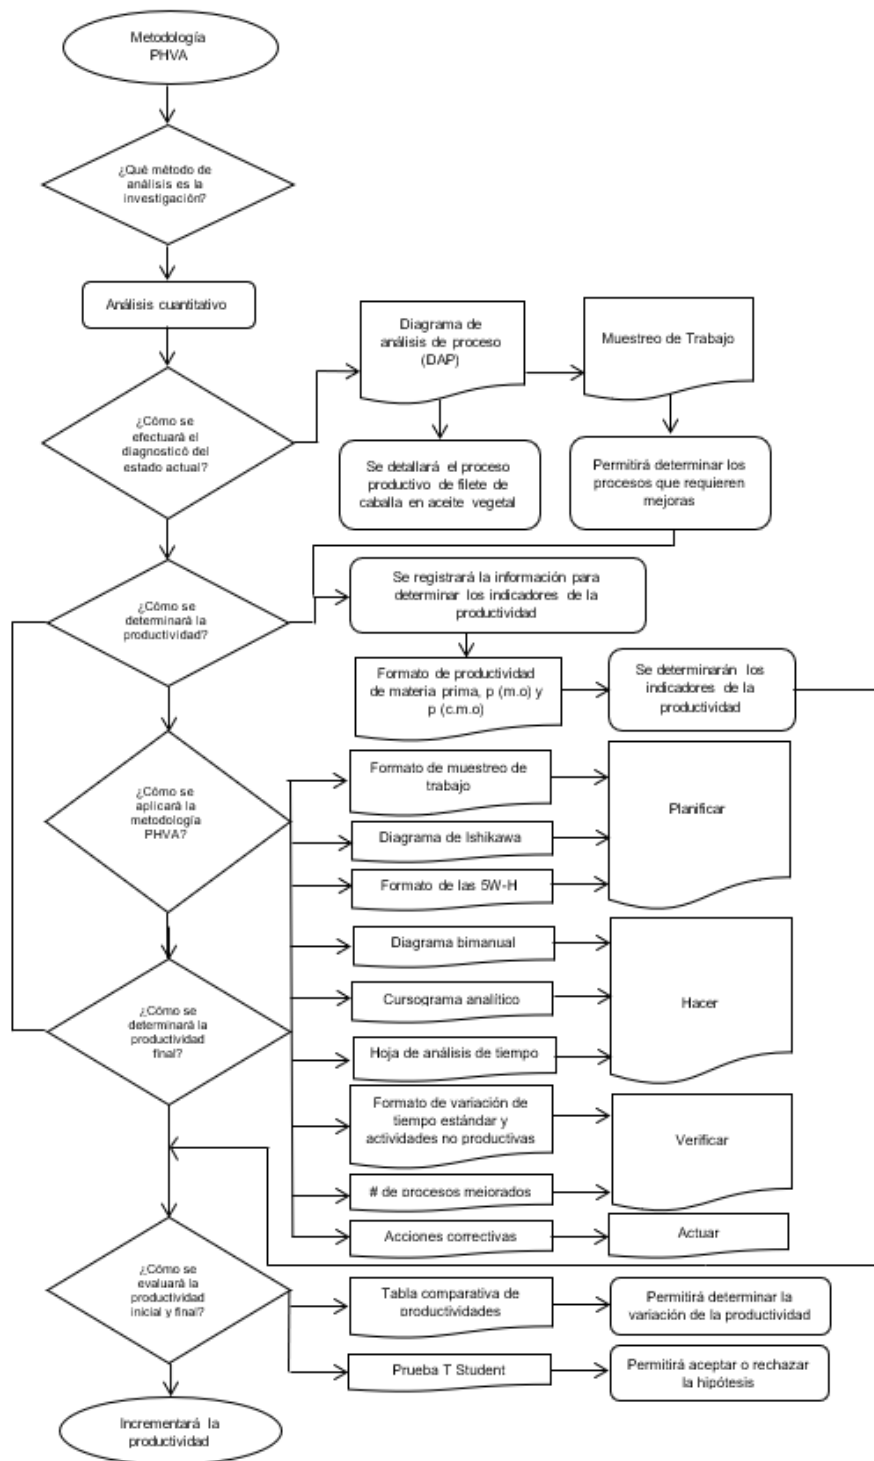 Metodología
PHVA
¿Qué método de
análisis es la
investigación?
Análisis cuantitativo
¿Cómo se
efectuará el
diagnosticó del
estado actual?
Diagrama de
análisis de proceso
(DAP)
Muestreo de Trabajo
Se detallará el proceso
productivo de filete de
caballa en aceite vegetal
Permitirá determinar los
procesos que requieren
mejoras
¿Cómo se
determinará la
productividad?
Se registrará la información para
determinar los indicadores de la
productividad
Formato de productividad
de materia prima, p (m.o) y
p (c.m.o)
Se determinarán los
indicadores de la
productividad
¿Cómo se
aplicará la
metodología
PHVA?
Formato de muestreo de
trabajo
Diagrama de Ishikawa
Formato de las 5W-H
Planificar
Diagrama bimanual
Cursograma analítico
Hoja de análisis de tiempo
Hacer
¿Cómo se
determinará la
productividad
final?
Formato de variación de
tiempo estándar y
actividades no productivas
# de procesos mejorados
Verificar
Acciones correctivas
Actuar
¿Cómo se
evaluará la
productividad
inicial y final?
Tabla comparativa de
productividades
Permitirá determinar la
variación de la productividad
Prueba T Student
Permitirá aceptar o rechazar
la hipótesis
Incrementará la
productividad